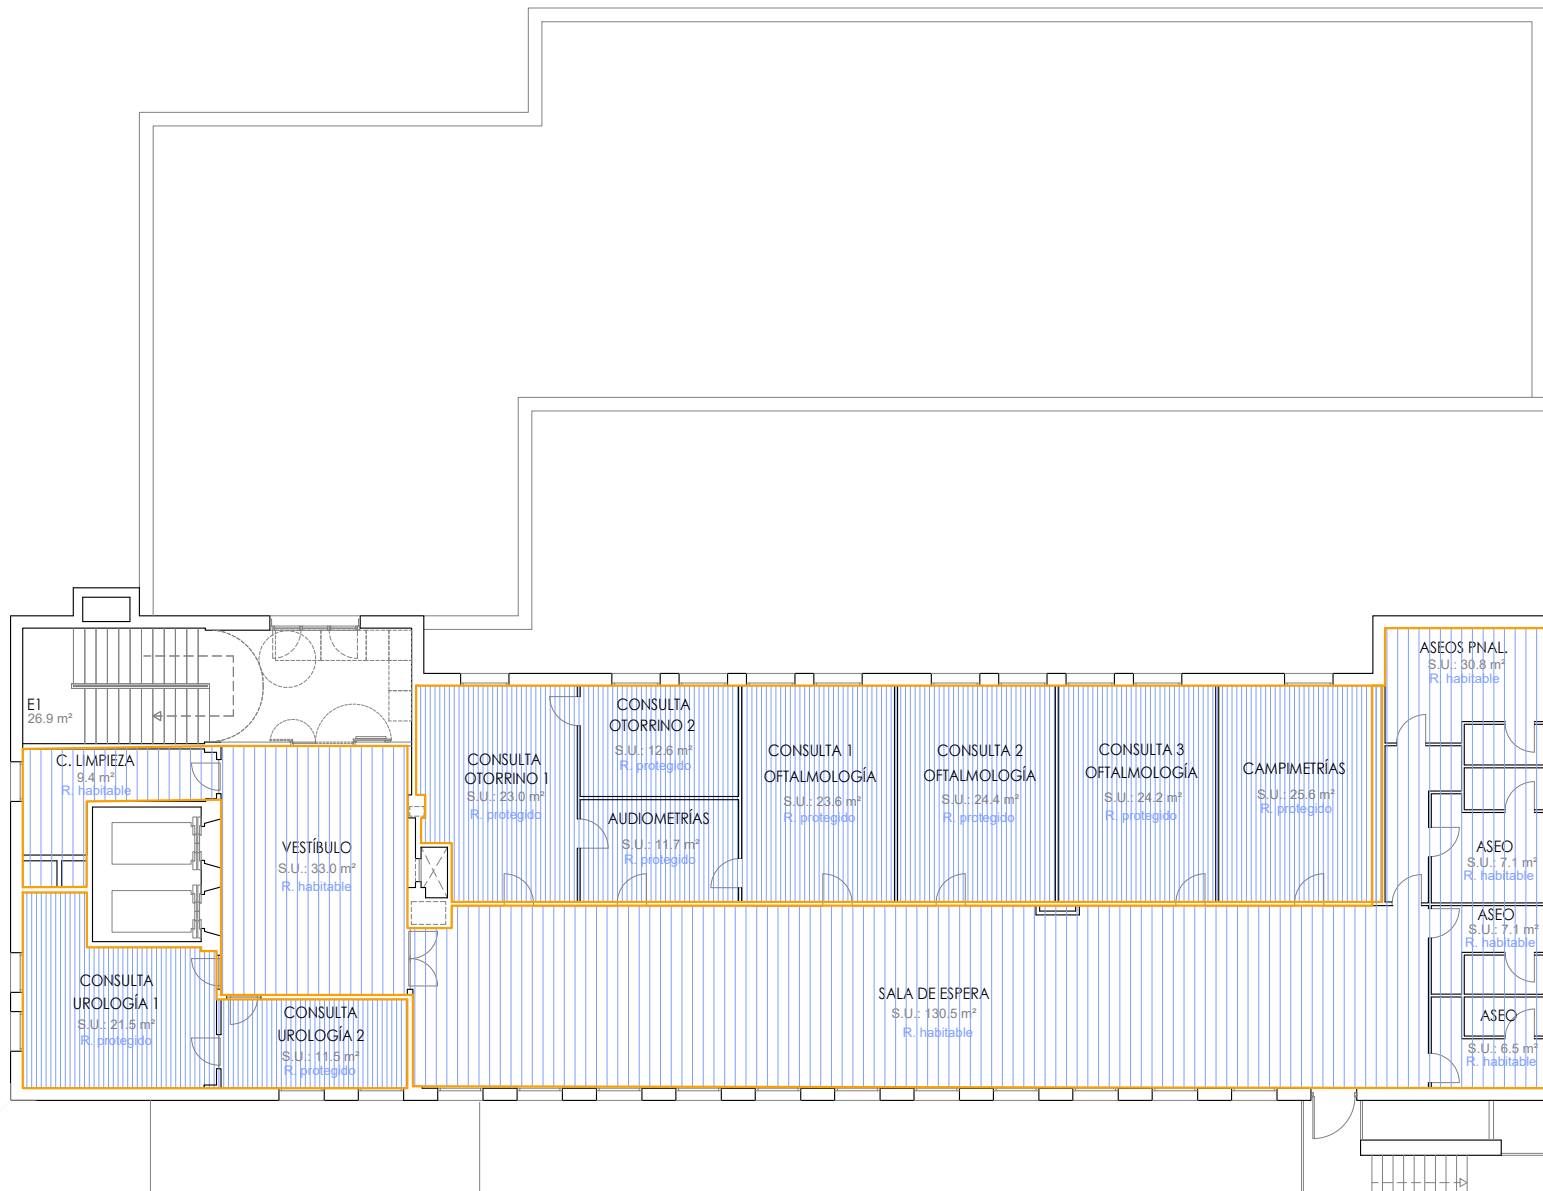 ASEOS PNAL.
S.U.: 30.8 m²
R. habitable
E1
26.9 m²
CONSULTA
OTORRINO 2
S.U.: 12.6 m²
R. protegido
CONSULTA
OTORRINO 1
S.U.: 23.0 m²
R. protegido
CONSULTA 1
OFTALMOLOGÍA
S.U.: 23.6 m²
R. protegido
CONSULTA 2
OFTALMOLOGÍA
S.U.: 24.4 m²
R. protegido
CONSULTA 3
OFTALMOLOGÍA
S.U.: 24.2 m²
R. protegido
CAMPIMETRÍAS
S.U.: 25.6 m²
R. protegido
C. LIMPIEZA
9.4 m²
R. habitable
AUDIOMETRÍAS
S.U.: 11.7 m²
R. protegido
VESTÍBULO
S.U.: 33.0 m²
R. habitable
ASEO
S.U.: 7.1 m²
R. habitable
ASEO
S.U.: 7.1 m²
R. habitable
CONSULTA
UROLOGÍA 1
S.U.: 21.5 m²
R. protegido
CONSULTA
UROLOGÍA 2
S.U.: 11.5 m²
R. protegido
SALA DE ESPERA
S.U.: 130.5 m²
R. habitable
ASEO
S.U.: 6.5 m²
R. habitable